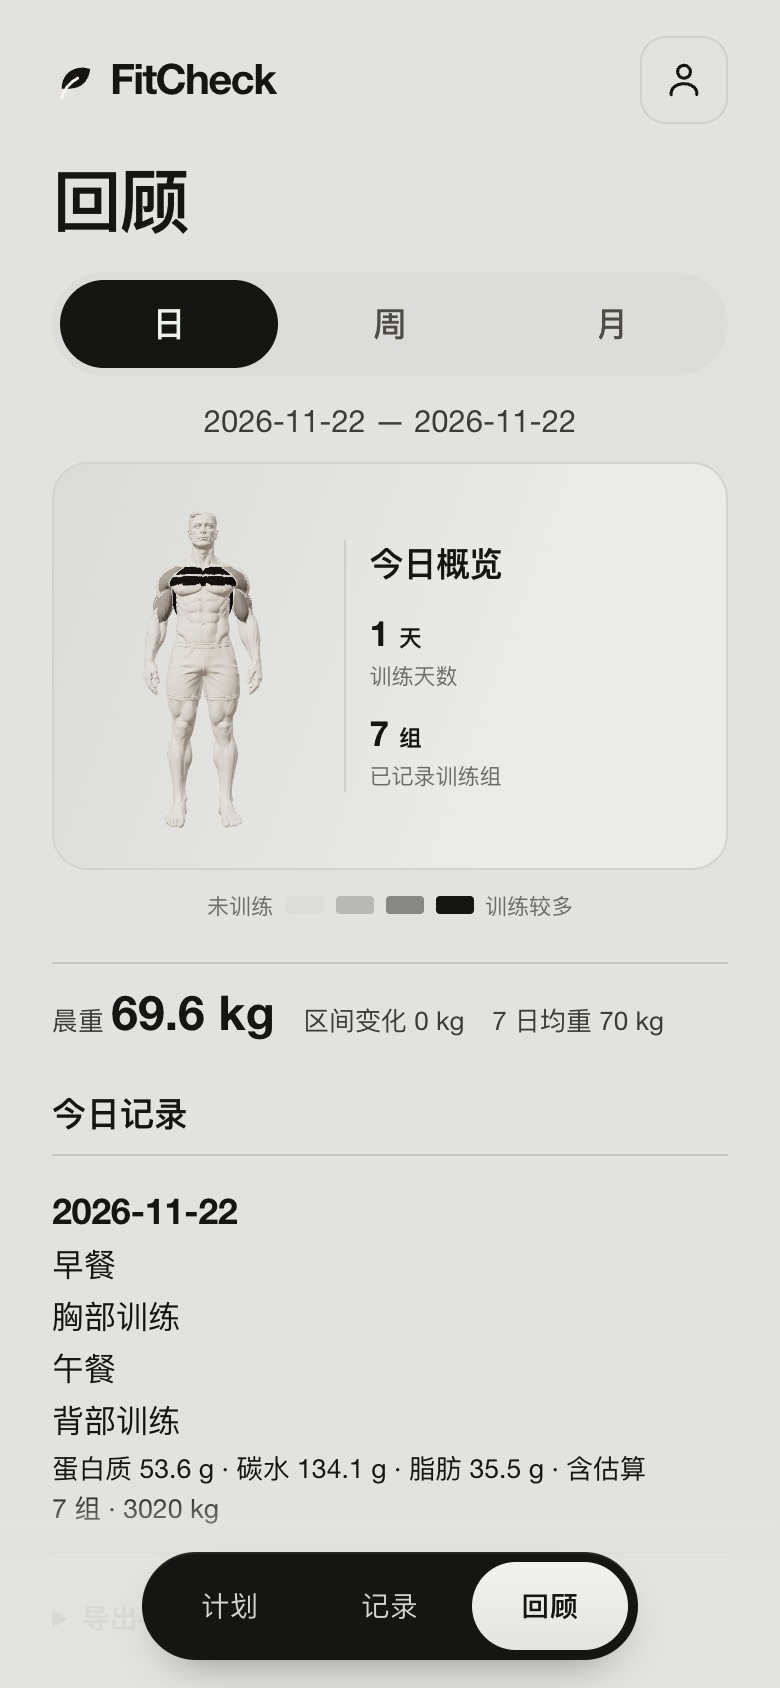 FitCheck
回顾
日 周 月
2026-11-22 — 2026-11-22
今日概览
1 天
训练天数
7 组
已记录训练组
未训练 训练较多
晨重 69.6 kg 区间变化 0 kg 7 日均重 70 kg
今日记录
2026-11-22
早餐
胸部训练
午餐
背部训练
蛋白质 53.6 g · 碳水 134.1 g · 脂肪 35.5 g · 含估算
7 组 · 3020 kg
导出
计划 记录 回顾